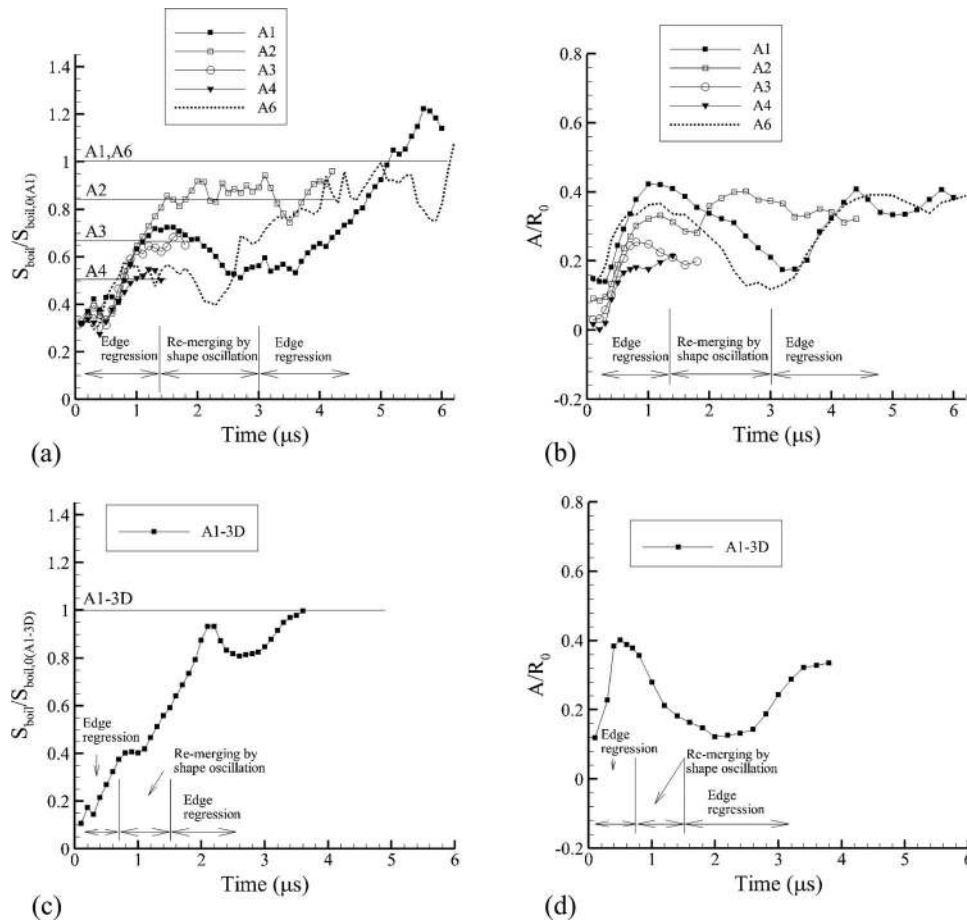 A1
A2
A3
A4
A6
S_boil/S_boil,0(A1)
1.4
1.2
1
0.8
0.6
0.4
0.2
0
A1,A6
A2
A3
A4
Edge
regression
Re-merging by
shape oscillation
Edge
regression
0 1 2 3 4 5 6
Time (μs)
(a)
A1
A2
A3
A4
A6
A/R_0
0.8
0.6
0.4
0.2
0
-0.2
Edge
regression
Re-merging by
shape oscillation
Edge
regression
0 1 2 3 4 5 6
Time (μs)
(b)
A1-3D
S_boil/S_boil,0(A1-3D)
1.4
1.2
1
0.8
0.6
0.4
0.2
0
A1-3D
Edge
regression
Re-merging by
shape oscillation
Edge
regression
0 1 2 3 4 5 6
Time (μs)
(c)
A1-3D
A/R_0
0.8
0.6
0.4
0.2
0
-0.2
Edge
regression
Re-merging by
shape oscillation
Edge
regression
0 1 2 3 4 5 6
Time (μs)
(d)